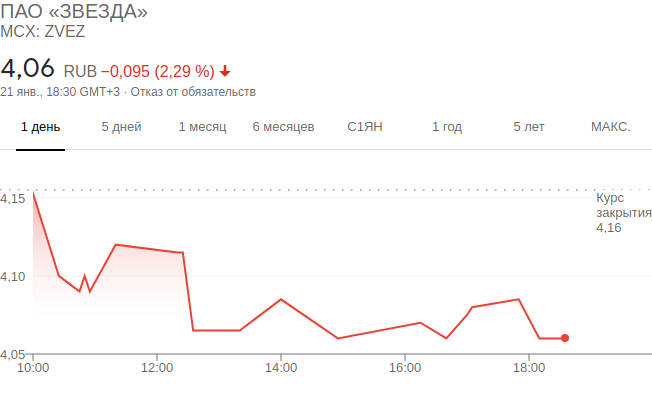 ПАО «ЗВЕЗДА»
MCX: ZVEZ
4,06 RUB −0,095 (2,29 %)
21 янв., 18:30 GMT+3 · Отказ от обязательств
1 день 5 дней 1 месяц 6 месяцев С1ЯН 1 год 5 лет МАКС.
4,15
Курс
закрытия
4,16
4,10
4,05
10:00 12:00 14:00 16:00 18:00